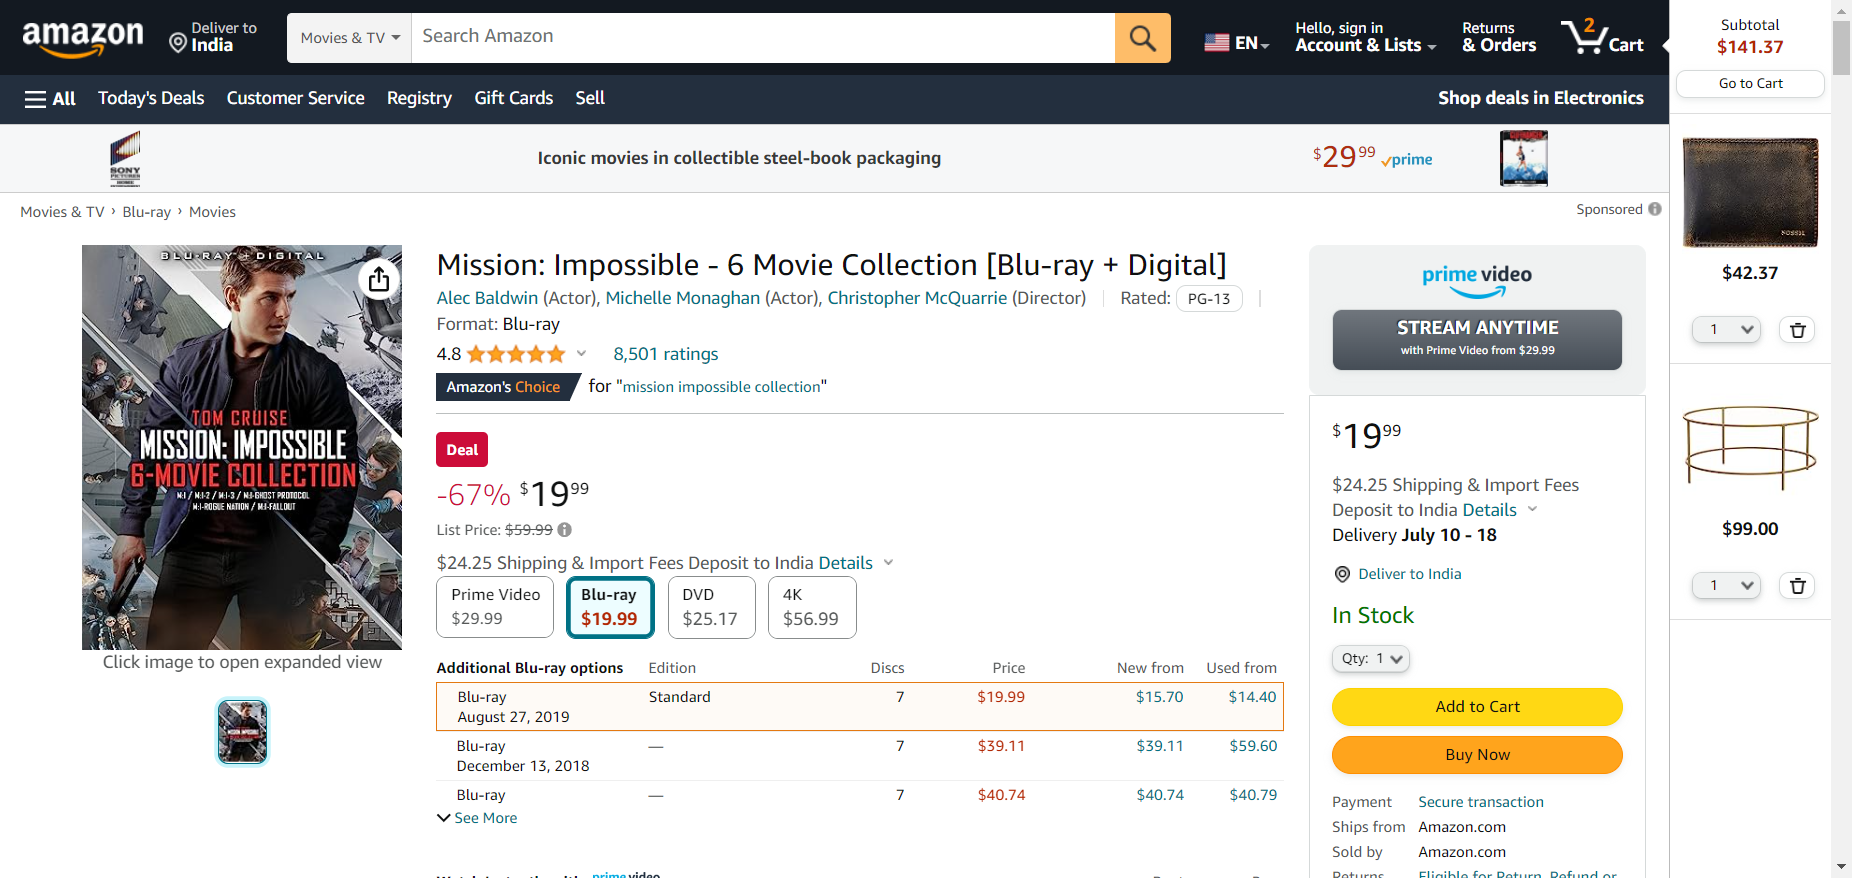 amazon
Deliver to
India
Movies & TV
Search Amazon
EN
Hello, sign in
Account & Lists
Returns
& Orders
2
Cart
All
Today's Deals
Customer Service
Registry
Gift Cards
Sell
Shop deals in Electronics
SONY
PICTURES
Iconic movies in collectible steel-book packaging
$29 99 prime
Movies & TV › Blu-ray › Movies
Sponsored
BLU-RAY + DIGITAL
TOM CRUISE
MISSION: IMPOSSIBLE
6-MOVIE COLLECTION
M:I / M:I-2 / M:I-3 / M:I-GHOST PROTOCOL
M:I-ROGUE NATION / M:I-FALLOUT
Click image to open expanded view
Mission: Impossible - 6 Movie Collection [Blu-ray + Digital]
Alec Baldwin (Actor), Michelle Monaghan (Actor), Christopher McQuarrie (Director)
Rated: PG-13
Format: Blu-ray
4.8
8,501 ratings
Amazon's Choice for "mission impossible collection"
Deal
-67% $19 99
List Price: $59.99
$24.25 Shipping & Import Fees Deposit to India Details
Prime Video
$29.99
Blu-ray
$19.99
DVD
$25.17
4K
$56.99
Additional Blu-ray options Edition Discs Price New from Used from
Blu-ray Standard 7 $19.99 $15.70 $14.40
August 27, 2019
Blu-ray — 7 $39.11 $39.11 $59.60
December 13, 2018
Blu-ray — 7 $40.74 $40.74 $40.79
See More
prime video
prime video
STREAM ANYTIME
with Prime Video from $29.99
$19 99
$24.25 Shipping & Import Fees
Deposit to India Details
Delivery July 10 - 18
Deliver to India
In Stock
Qty: 1
Add to Cart
Buy Now
Payment Secure transaction
Ships from Amazon.com
Sold by Amazon.com
Returns Eligible for Return, Refund or
Subtotal
$141.37
Go to Cart
$42.37
1
$99.00
1